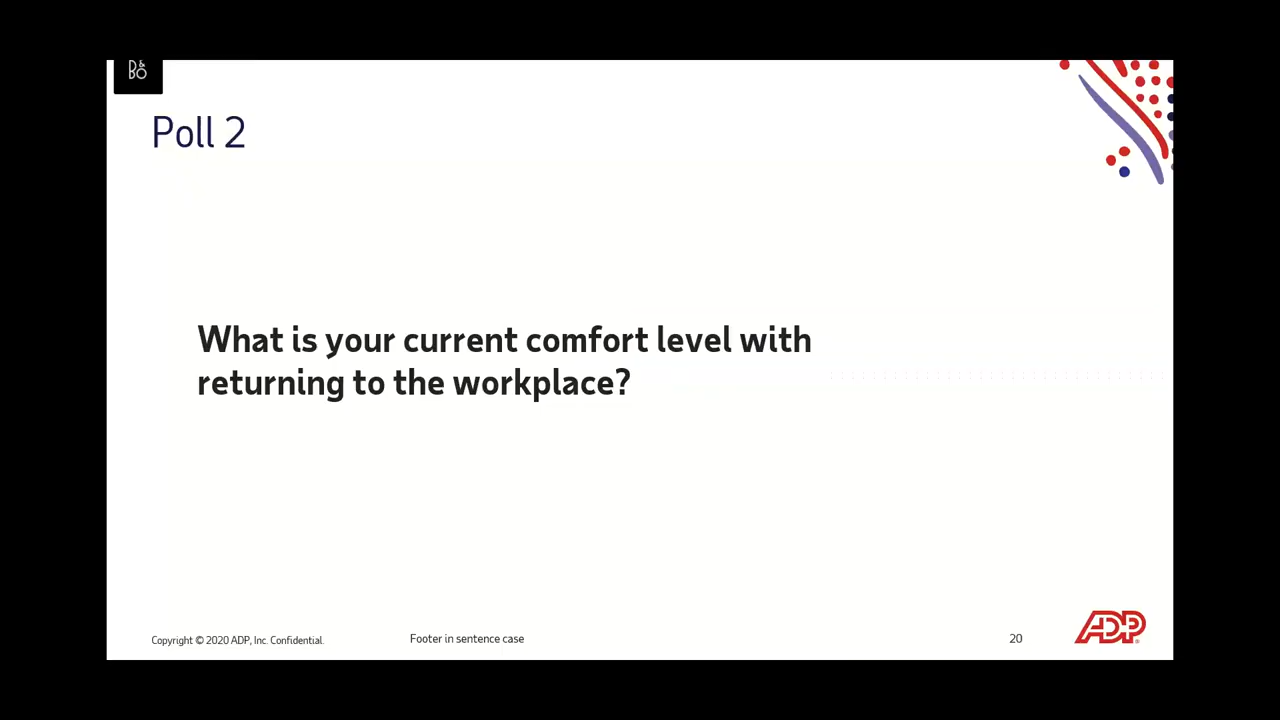 D&
BO
Poll 2
What is your current comfort level with
returning to the workplace?
Copyright © 2020 ADP, Inc. Confidential.
Footer in sentence case
20
ADP